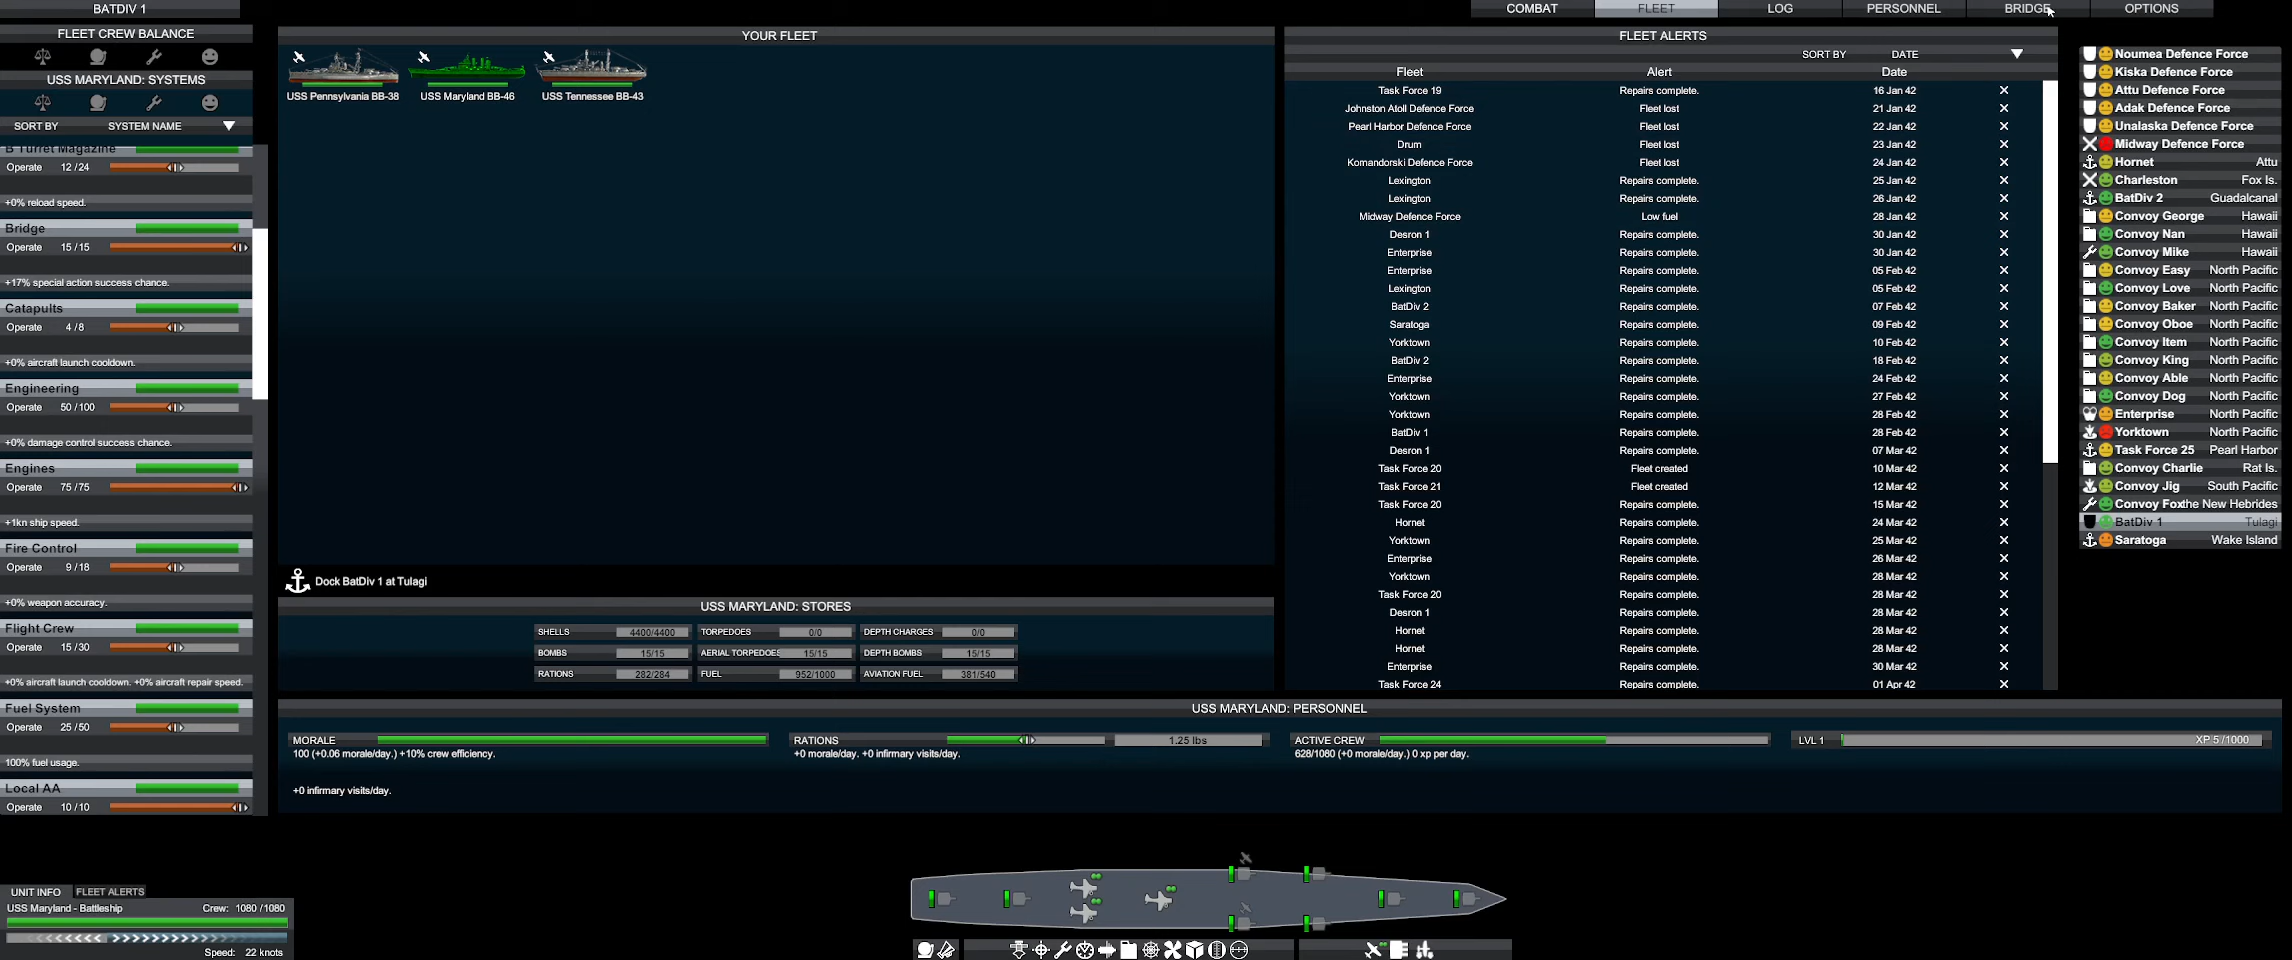 BATDIV 1
COMBAT FLEET LOG PERSONNEL BRIDGE OPTIONS
FLEET CREW BALANCE
USS MARYLAND: SYSTEMS
SORT BY SYSTEM NAME
B Turret Magazine
Operate 12 / 24
+0% reload speed.
Bridge
Operate 15 / 15
+17% special action success chance.
Catapults
Operate 4 / 8
+0% aircraft launch cooldown.
Engineering
Operate 50 / 100
+0% damage control success chance.
Engines
Operate 75 / 75
+1kn ship speed.
Fire Control
Operate 9 / 18
+0% weapon accuracy.
Flight Crew
Operate 15 / 30
+0% aircraft launch cooldown. +0% aircraft repair speed.
Fuel System
Operate 25 / 50
100% fuel usage.
Local AA
Operate 10 / 10
YOUR FLEET
USS Pennsylvania BB-38 USS Maryland BB-46 USS Tennessee BB-43
Dock BatDiv 1 at Tulagi
USS MARYLAND: STORES
SHELLS 4400/4400 TORPEDOES 0/0 DEPTH CHARGES 0/0
BOMBS 15/15 AERIAL TORPEDOES 15/15 DEPTH BOMBS 15/15
RATIONS 282/284 FUEL 952/1000 AVIATION FUEL 381/540
FLEET ALERTS
SORT BY DATE
Fleet Alert Date
Task Force 19 Repairs complete. 16 Jan 42
Johnston Atoll Defence Force Fleet lost 21 Jan 42
Pearl Harbor Defence Force Fleet lost 22 Jan 42
Drum Fleet lost 23 Jan 42
Komandorski Defence Force Fleet lost 24 Jan 42
Lexington Repairs complete. 25 Jan 42
Lexington Repairs complete. 26 Jan 42
Midway Defence Force Low fuel 28 Jan 42
Desron 1 Repairs complete. 30 Jan 42
Enterprise Repairs complete. 30 Jan 42
Enterprise Repairs complete. 05 Feb 42
Lexington Repairs complete. 05 Feb 42
BatDiv 2 Repairs complete. 07 Feb 42
Saratoga Repairs complete. 09 Feb 42
Yorktown Repairs complete. 10 Feb 42
BatDiv 2 Repairs complete. 18 Feb 42
Enterprise Repairs complete. 24 Feb 42
Yorktown Repairs complete. 27 Feb 42
Yorktown Repairs complete. 28 Feb 42
BatDiv 1 Repairs complete. 28 Feb 42
Desron 1 Repairs complete. 07 Mar 42
Task Force 20 Fleet created 10 Mar 42
Task Force 21 Fleet created 12 Mar 42
Task Force 20 Repairs complete. 15 Mar 42
Hornet Repairs complete. 24 Mar 42
Yorktown Repairs complete. 25 Mar 42
Enterprise Repairs complete. 26 Mar 42
Yorktown Repairs complete. 28 Mar 42
Task Force 20 Repairs complete. 28 Mar 42
Desron 1 Repairs complete. 28 Mar 42
Hornet Repairs complete. 28 Mar 42
Hornet Repairs complete. 28 Mar 42
Enterprise Repairs complete. 30 Mar 42
Task Force 24 Repairs complete. 01 Apr 42
Noumea Defence Force
Kiska Defence Force
Attu Defence Force
Adak Defence Force
Unalaska Defence Force
Midway Defence Force
Hornet Attu
Charleston Fox Is.
BatDiv 2 Guadalcanal
Convoy George Hawaii
Convoy Nan Hawaii
Convoy Mike Hawaii
Convoy Easy North Pacific
Convoy Love North Pacific
Convoy Baker North Pacific
Convoy Oboe North Pacific
Convoy Item North Pacific
Convoy King North Pacific
Convoy Able North Pacific
Convoy Dog North Pacific
Enterprise North Pacific
Yorktown North Pacific
Task Force 25 Pearl Harbor
Convoy Charlie Rat Is.
Convoy Jig South Pacific
Convoy Fox the New Hebrides
BatDiv 1 Tulagi
Saratoga Wake Island
USS MARYLAND: PERSONNEL
MORALE
100 (+0.06 morale/day.) +10% crew efficiency.
+0 infirmary visits/day.
RATIONS 1.25 lbs
+0 morale/day. +0 infirmary visits/day.
ACTIVE CREW
628/1080 (+0 morale/day.) 0 xp per day.
LVL 1 XP 5 /1000
UNIT INFO FLEET ALERTS
USS Maryland - Battleship Crew: 1080 /1080
Speed: 22 knots